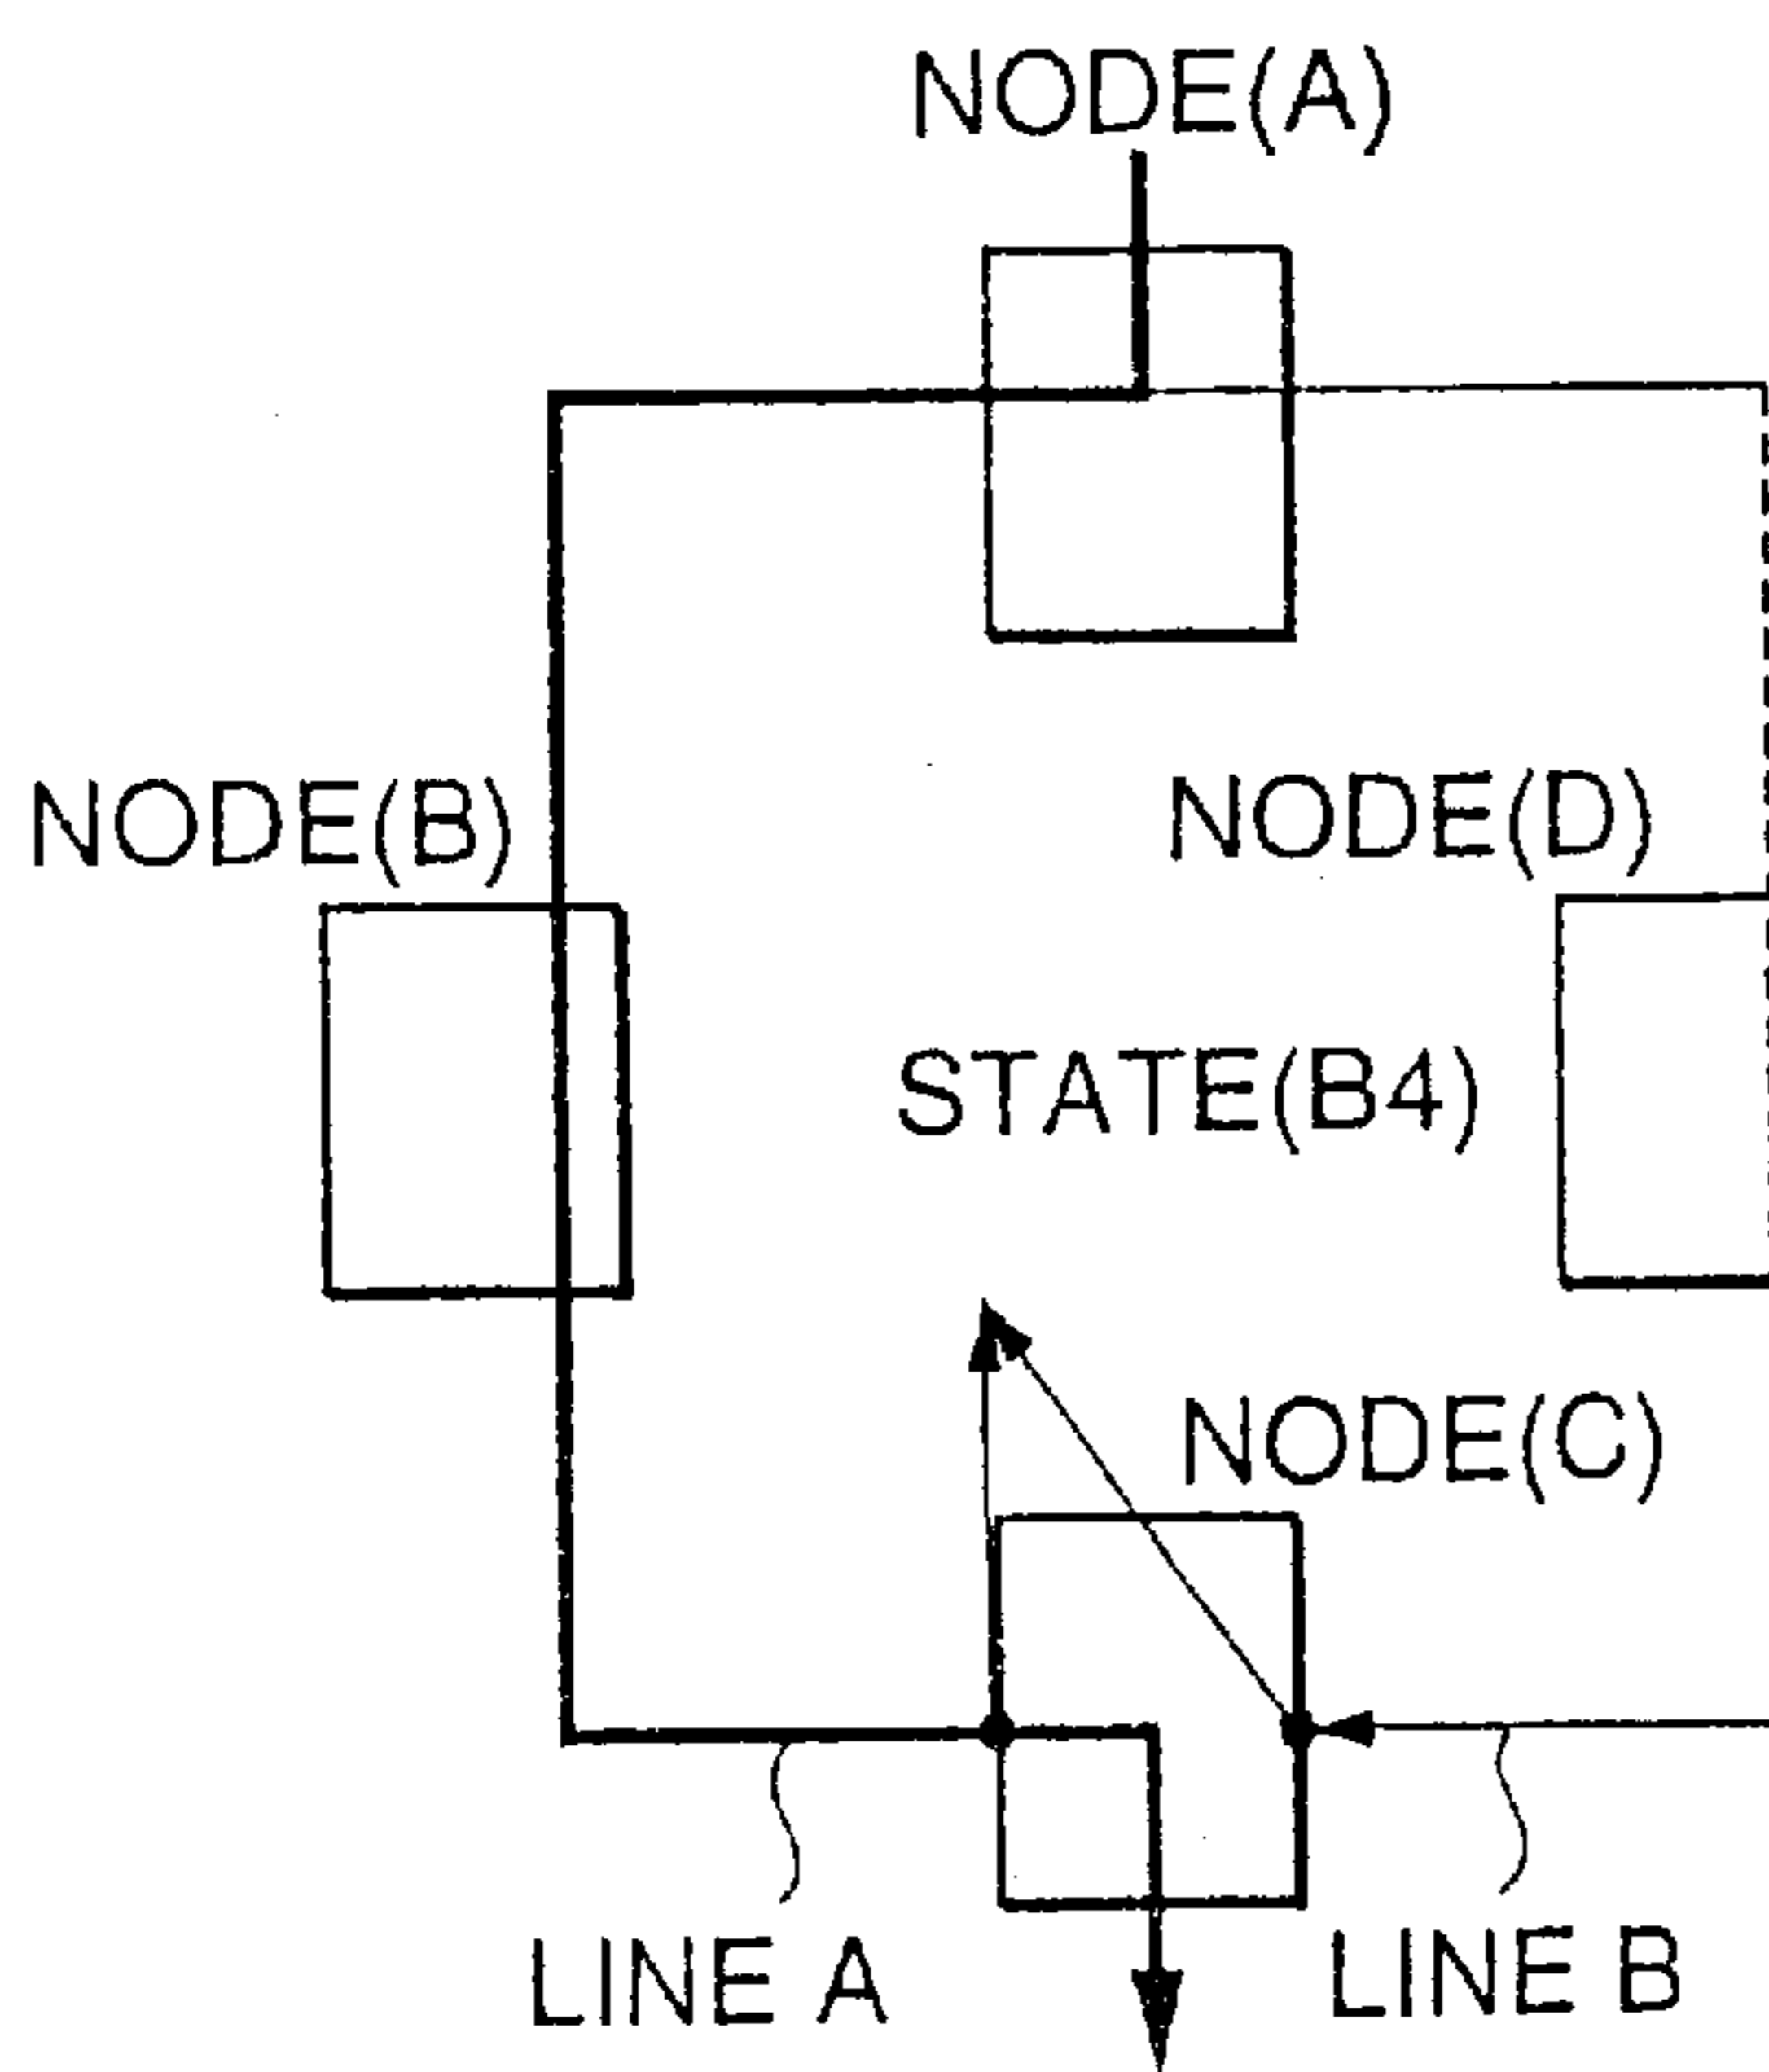 NODE(A)
NODE(B)
NODE(D)
STATE(B4)
NODE(C)
LINE A
LINE B